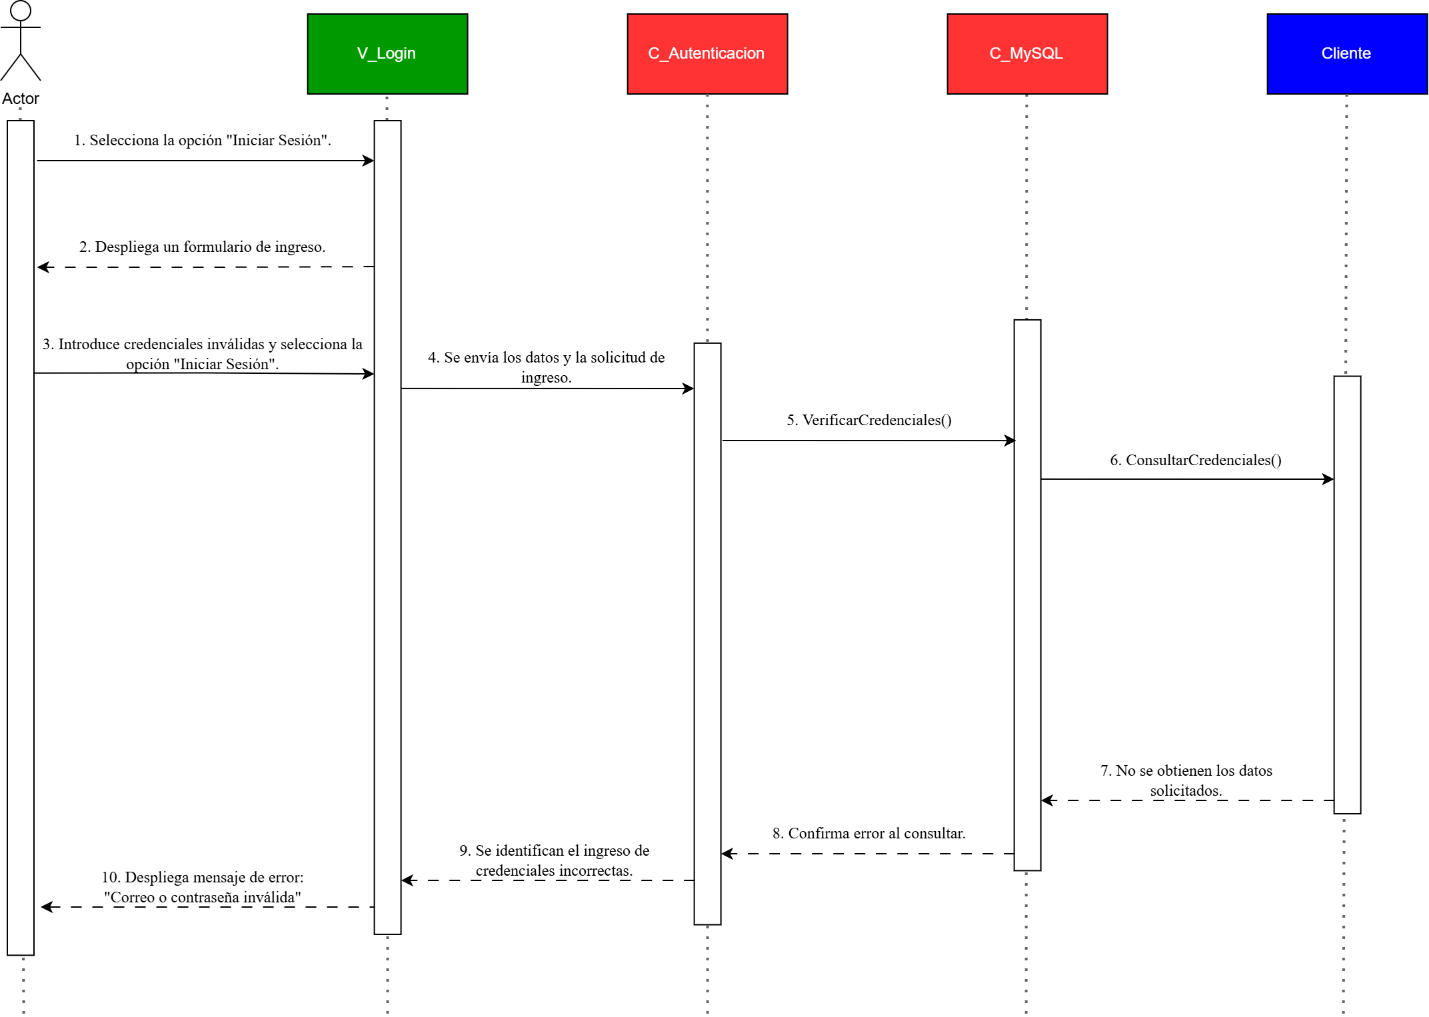 V_Login
C_Autenticacion
C_MySQL
Cliente
Actor
1. Selecciona la opción "Iniciar Sesión".
2. Despliega un formulario de ingreso.
3. Introduce credenciales inválidas y selecciona la
opción "Iniciar Sesión".
4. Se envía los datos y la solicitud de
ingreso.
5. VerificarCredenciales()
6. ConsultarCredenciales()
7. No se obtienen los datos
solicitados.
8. Confirma error al consultar.
9. Se identifican el ingreso de
credenciales incorrectas.
10. Despliega mensaje de error:
"Correo o contraseña inválida"